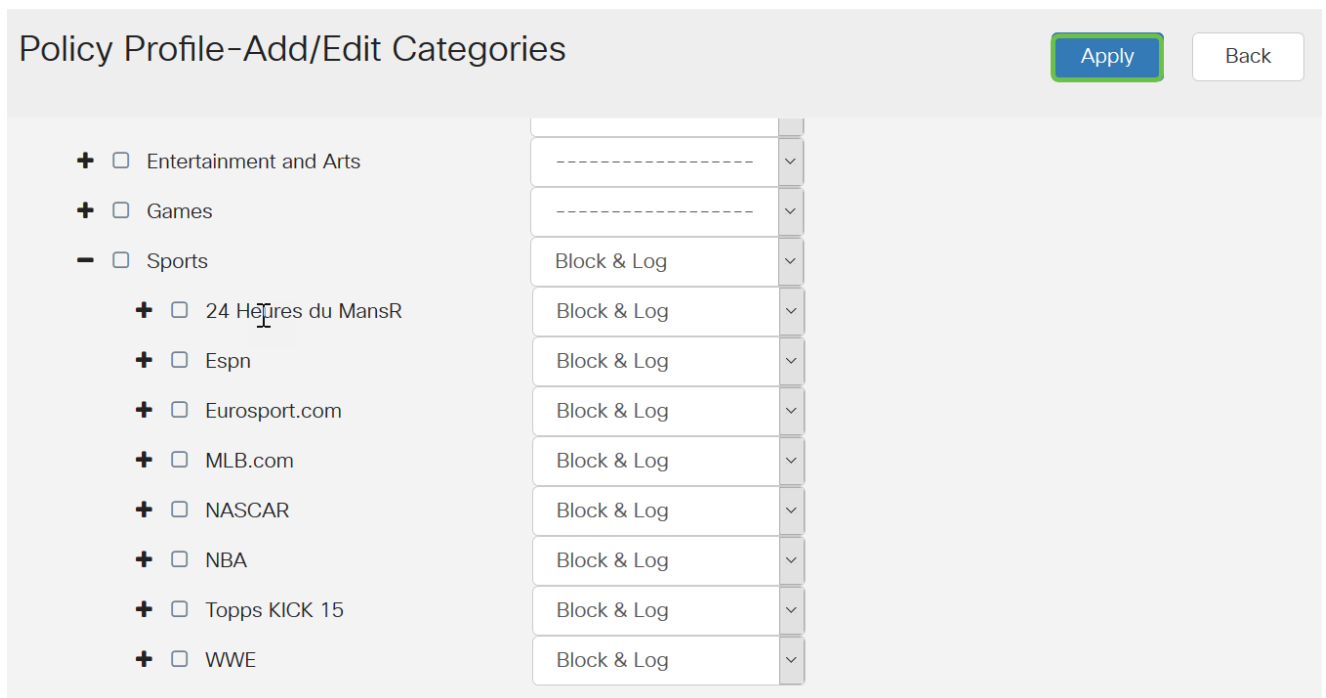 Policy Profile-Add/Edit Categories Apply Back
Entertainment and Arts ------------------
Games ------------------
Sports Block & Log
24 Heures du MansR Block & Log
Espn Block & Log
Eurosport.com Block & Log
MLB.com Block & Log
NASCAR Block & Log
NBA Block & Log
Topps KICK 15 Block & Log
WWE Block & Log